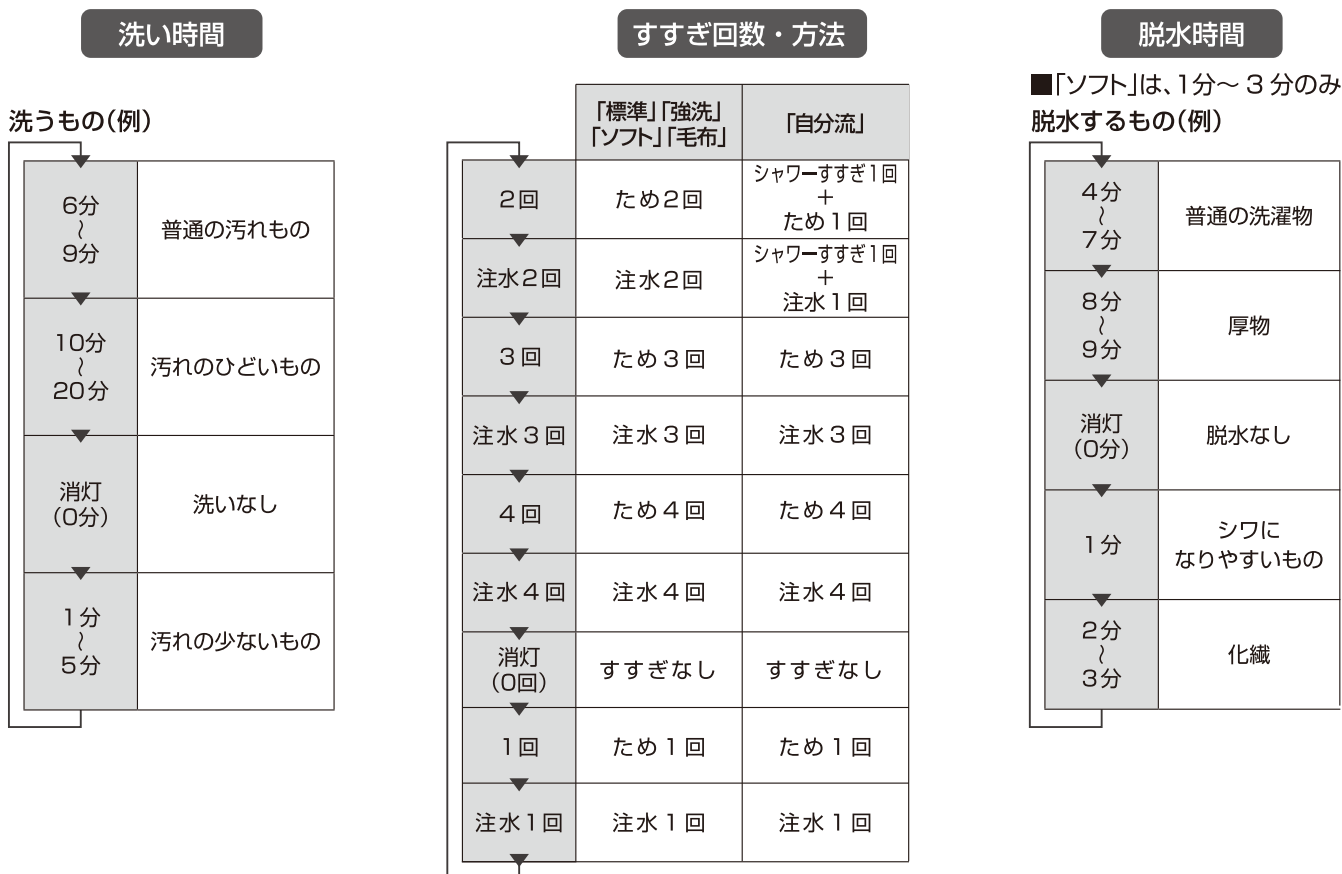 洗い時間
洗うもの(例)
6分
〜
9分
普通の汚れもの
10分
〜
20分
汚れのひどいもの
消灯
(0分)
洗いなし
1分
〜
5分
汚れの少ないもの
すすぎ回数・方法
「標準」「強洗」
「ソフト」「毛布」
「自分流」
2回
ため2回
シャワーすすぎ1回
+
ため1回
注水2回
注水2回
シャワーすすぎ1回
+
注水1回
3回
ため3回
ため3回
注水3回
注水3回
注水3回
4回
ため4回
ため4回
注水4回
注水4回
注水4回
消灯
(0回)
すすぎなし
すすぎなし
1回
ため1回
ため1回
注水1回
注水1回
注水1回
脱水時間
■「ソフト」は、1分〜3分のみ
脱水するもの(例)
4分
〜
7分
普通の洗濯物
8分
〜
9分
厚物
消灯
(0分)
脱水なし
1分
シワに
なりやすいもの
2分
〜
3分
化繊